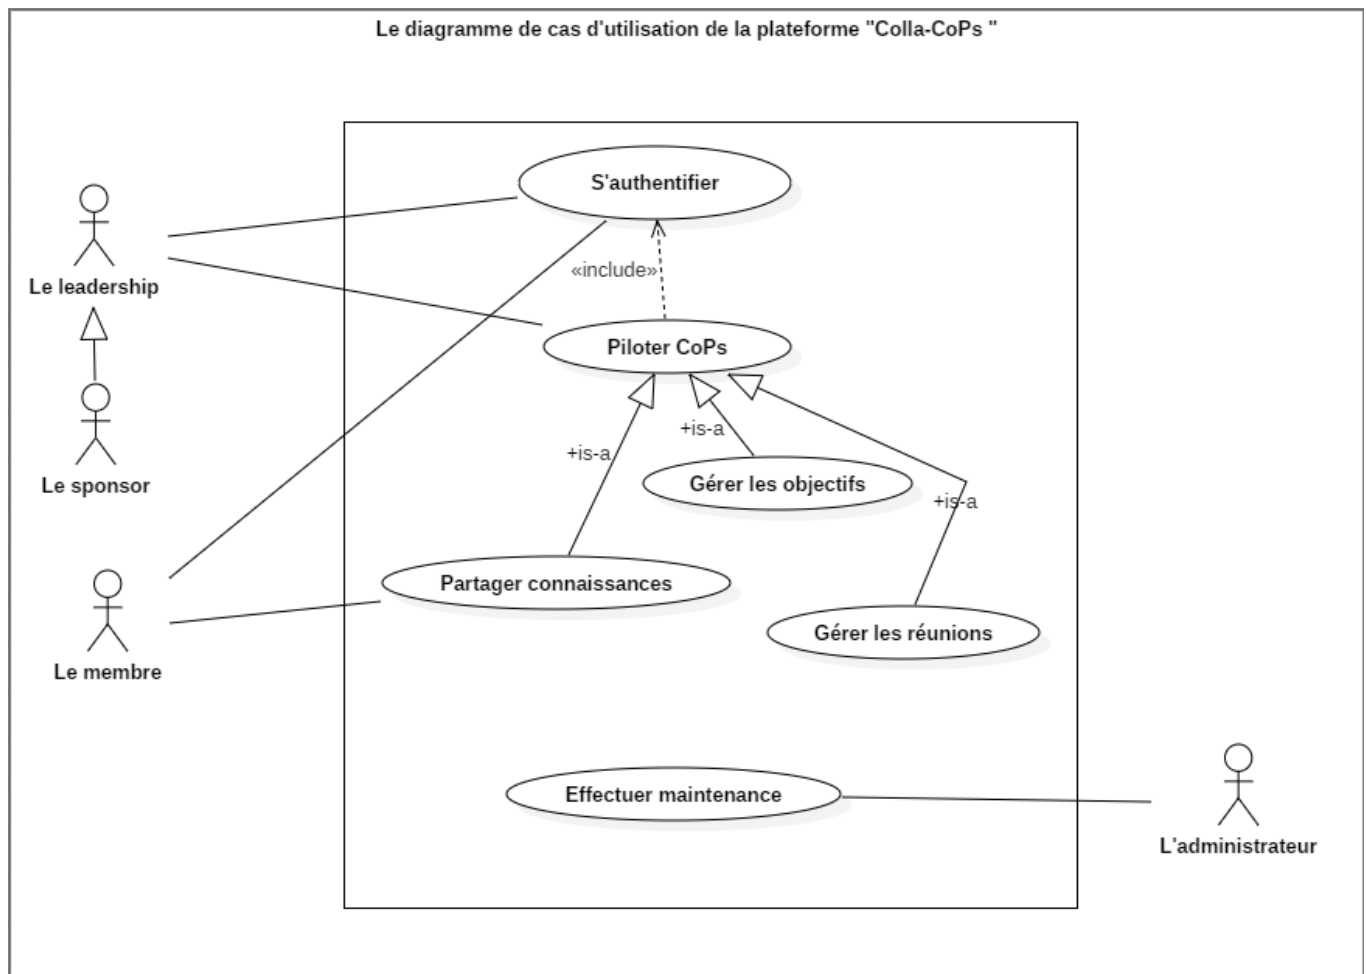 Le diagramme de cas d'utilisation de la plateforme "Colla-CoPs "
S'authentifier
«include»
Le leadership
Piloter CoPs
+is-a
+is-a
Gérer les objectifs
Le sponsor
+is-a
Partager connaissances
Gérer les réunions
Le membre
Effectuer maintenance
L'administrateur